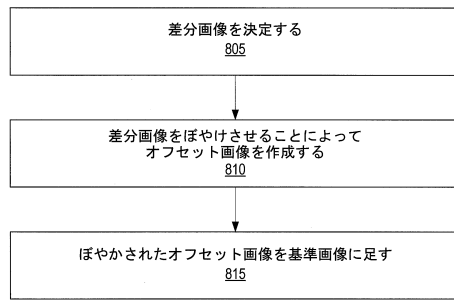 差分画像を決定する
805
差分画像をぼやけさせることによって
オフセット画像を作成する
810
ぼやかされたオフセット画像を基準画像に足す
815